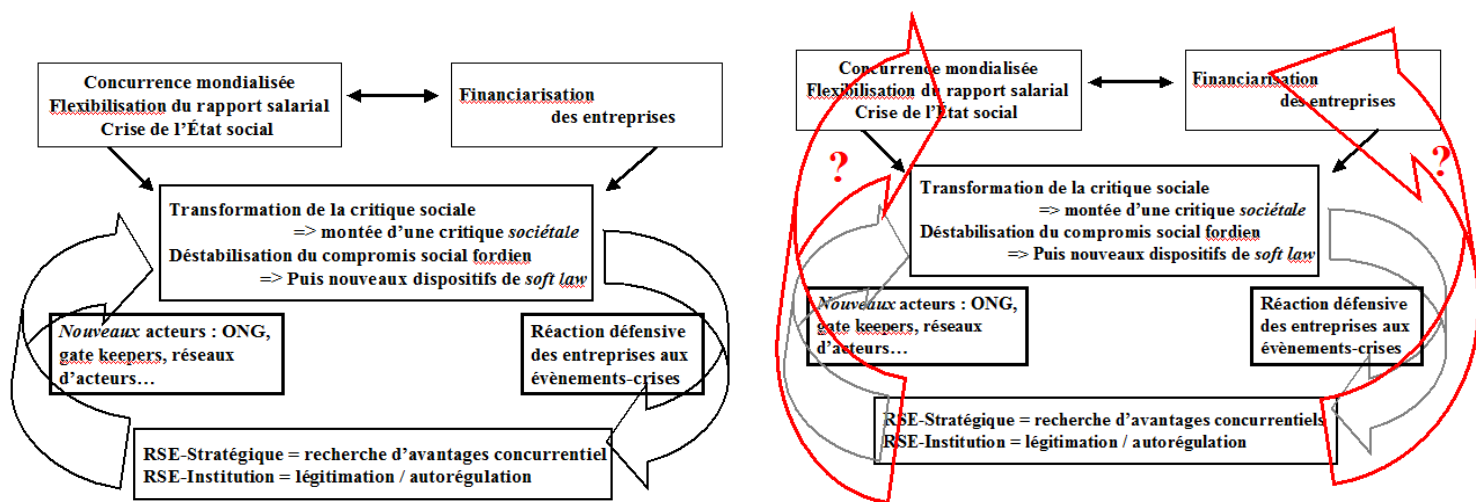 Concurrence mondialisée
Flexibilisation du rapport salarial
Crise de l'État social
Financiarisation
des entreprises
Transformation de la critique sociale
=> montée d'une critique sociétale
Déstabilisation du compromis social fordien
=> Puis nouveaux dispositifs de soft law
Nouveaux acteurs : ONG,
gate keepers, réseaux
d'acteurs…
Réaction défensive
des entreprises aux
évènements-crises
RSE-Stratégique = recherche d'avantages concurrentiel
RSE-Institution = légitimation / autorégulation
Concurrence mondialisée
Flexibilisation du rapport salarial
Crise de l'État social
Financiarisation
des entreprises
?
?
Transformation de la critique sociale
=> montée d'une critique sociétale
Déstabilisation du compromis social fordien
=> Puis nouveaux dispositifs de soft law
Nouveaux acteurs : ONG,
gate keepers, réseaux
d'acteurs…
Réaction défensive
des entreprises aux
évènements-crises
RSE-Stratégique = recherche d'avantages concurrentiels
RSE-Institution = légitimation / autorégulation